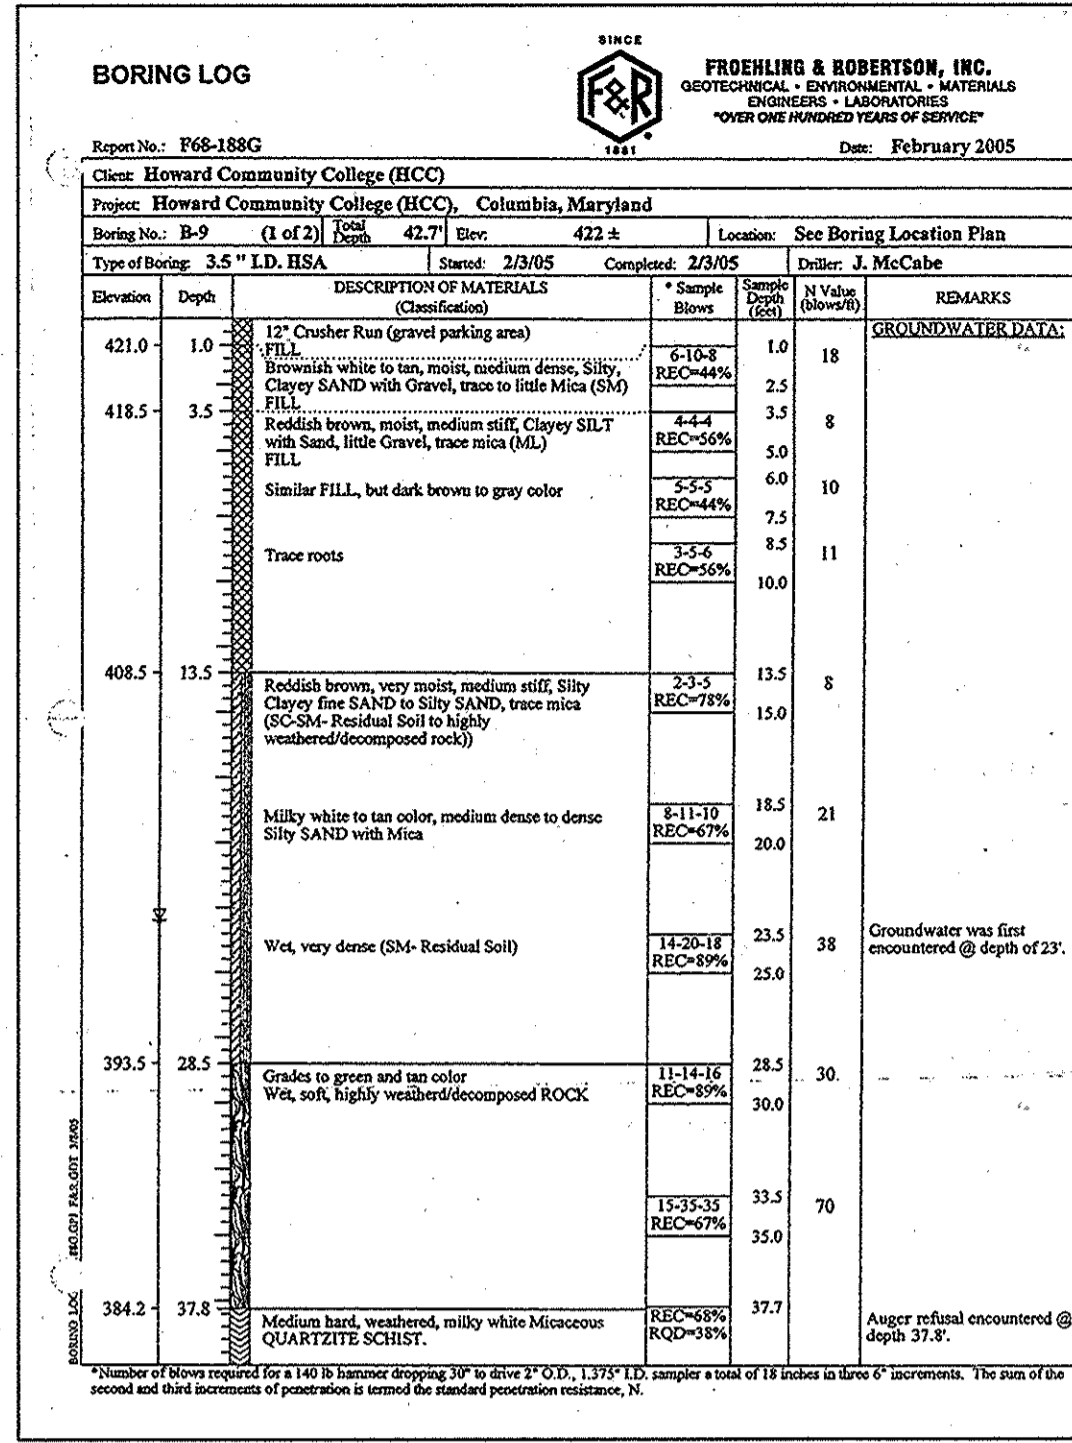 SINCE
BORING LOG
F&R
1881
FROEHLING & ROBERTSON, INC.
GEOTECHNICAL • ENVIRONMENTAL • MATERIALS
ENGINEERS • LABORATORIES
"OVER ONE HUNDRED YEARS OF SERVICE"
Report No.: F68-188G
Date: February 2005
Client: Howard Community College (HCC)
Project: Howard Community College (HCC), Columbia, Maryland
Boring No.: B-9 (1 of 2) Total Depth 42.7' Elev: 422 ± Location: See Boring Location Plan
Type of Boring: 3.5 " I.D. HSA Started: 2/3/05 Completed: 2/3/05 Driller: J. McCabe
Elevation Depth DESCRIPTION OF MATERIALS (Classification) * Sample Blows Sample Depth (feet) N Value (blows/ft) REMARKS
12" Crusher Run (gravel parking area) GROUNDWATER DATA:
421.0 1.0 FILL 6-10-8 1.0 18
Brownish white to tan, moist, medium dense, Silty, REC=44%
Clayey SAND with Gravel, trace to little Mica (SM) 2.5
FILL
418.5 3.5 3.5
Reddish brown, moist, medium stiff, Clayey SILT 4-4-4 8
with Sand, little Gravel, trace mica (ML) REC=56%
FILL 5.0
Similar FILL, but dark brown to gray color 5-5-5 6.0 10
REC=44%
7.5
Trace roots 3-5-6 8.5 11
REC=56%
10.0
408.5 13.5 13.5
Reddish brown, very moist, medium stiff, Silty 2-3-5 8
Clayey fine SAND to Silty SAND, trace mica REC=78%
(SC-SM- Residual Soil to highly 15.0
weathered/decomposed rock))
Milky white to tan color, medium dense to dense 8-11-10 18.5 21
Silty SAND with Mica REC=67%
20.0
Wet, very dense (SM- Residual Soil) 14-20-18 23.5 38 Groundwater was first
REC=89% encountered @ depth of 23'.
25.0
393.5 28.5 28.5
Grades to green and tan color 11-14-16 30.
Wet, soft, highly weatherd/decomposed ROCK REC=89%
30.0
15-35-35 33.5 70
REC=67%
35.0
384.2 37.8 37.7
Medium hard, weathered, milky white Micaceous REC=68% Auger refusal encountered @
QUARTZITE SCHIST. RQD=38% depth 37.8'.
BORING LOG F&R.GDT 3/8/05
*Number of blows required for a 140 lb hammer dropping 30" to drive 2" O.D., 1.375" I.D. sampler a total of 18 inches in three 6" increments. The sum of the
second and third increments of penetration is termed the standard penetration resistance, N.